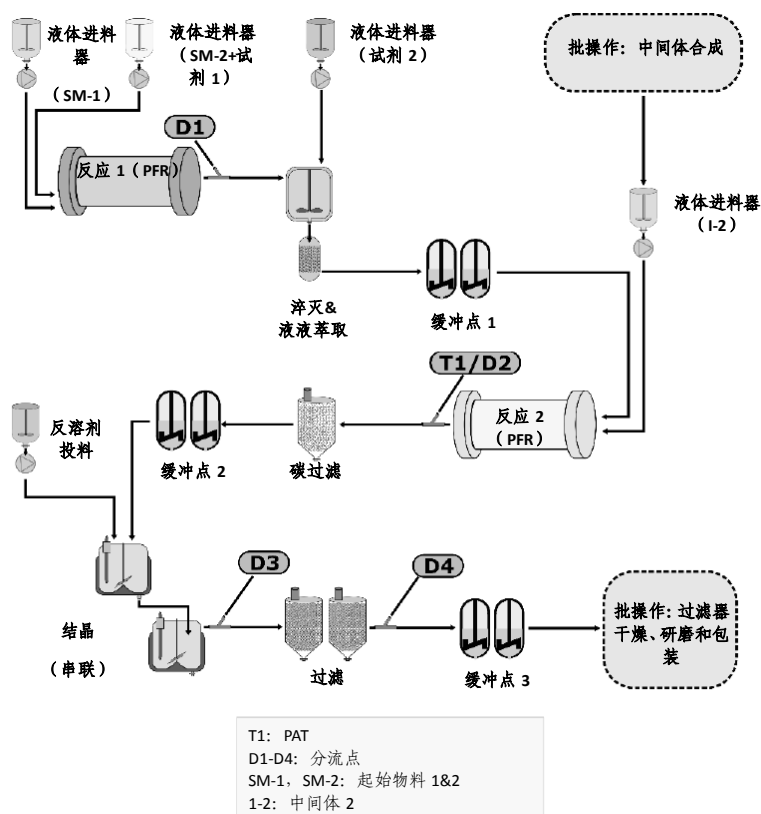 液体进料
器
（SM-1）
液体进料器
（SM-2+试
剂 1）
液体进料器
（试剂 2）
批操作：中间体合成
D1
反应 1（PFR）
液体进料器
（I-2）
淬灭&
液液萃取
缓冲点 1
T1/D2
反应 2
（PFR）
反溶剂
投料
缓冲点 2
碳过滤
D3
D4
结晶
（串联）
过滤
缓冲点 3
批操作：过滤器
干燥、研磨和包
装
T1： PAT
D1-D4：分流点
SM-1，SM-2：起始物料 1&2
1-2：中间体 2